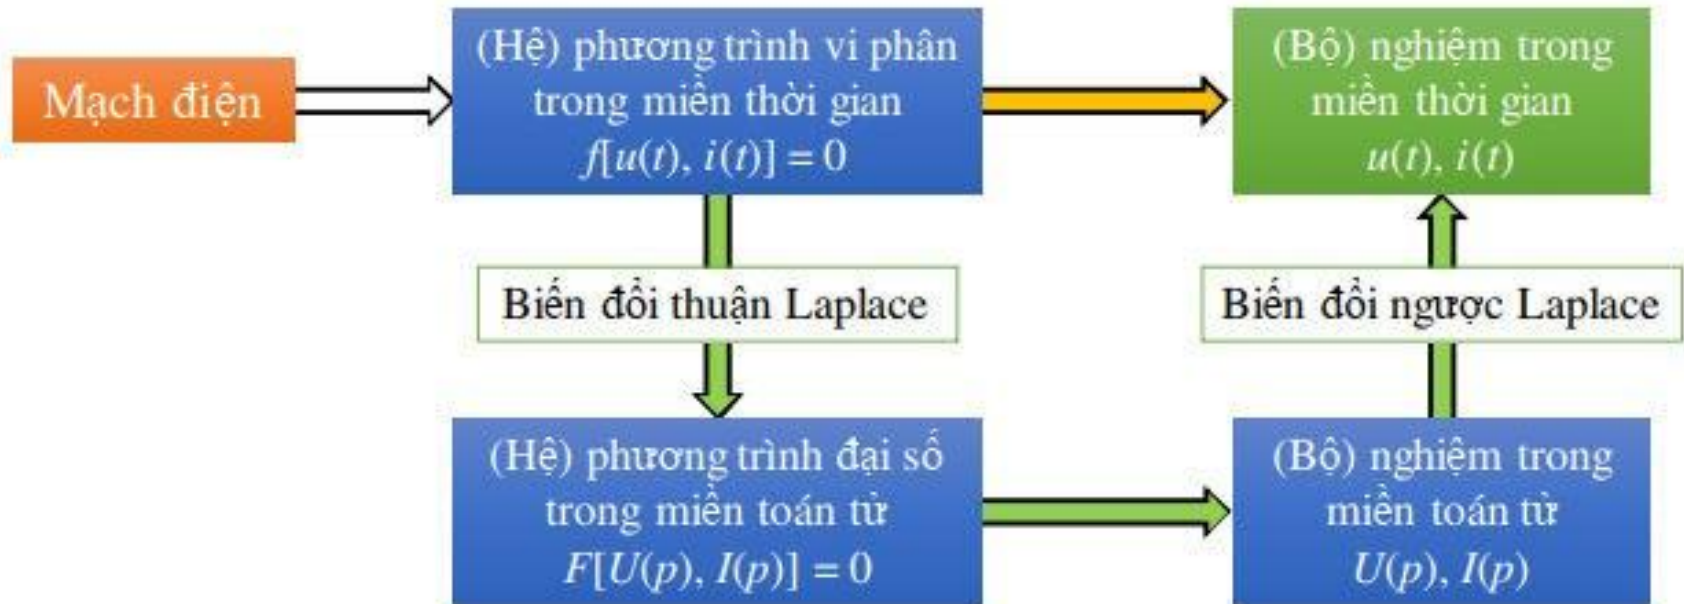 Mạch điện
(Hệ) phương trình vi phân
trong miền thời gian
f[u(t), i(t)] = 0
(Bộ) nghiệm trong
miền thời gian
u(t), i(t)
Biến đổi thuận Laplace
Biến đổi ngược Laplace
(Hệ) phương trình đại số
trong miền toán tử
F[U(p), I(p)] = 0
(Bộ) nghiệm trong
miền toán tử
U(p), I(p)